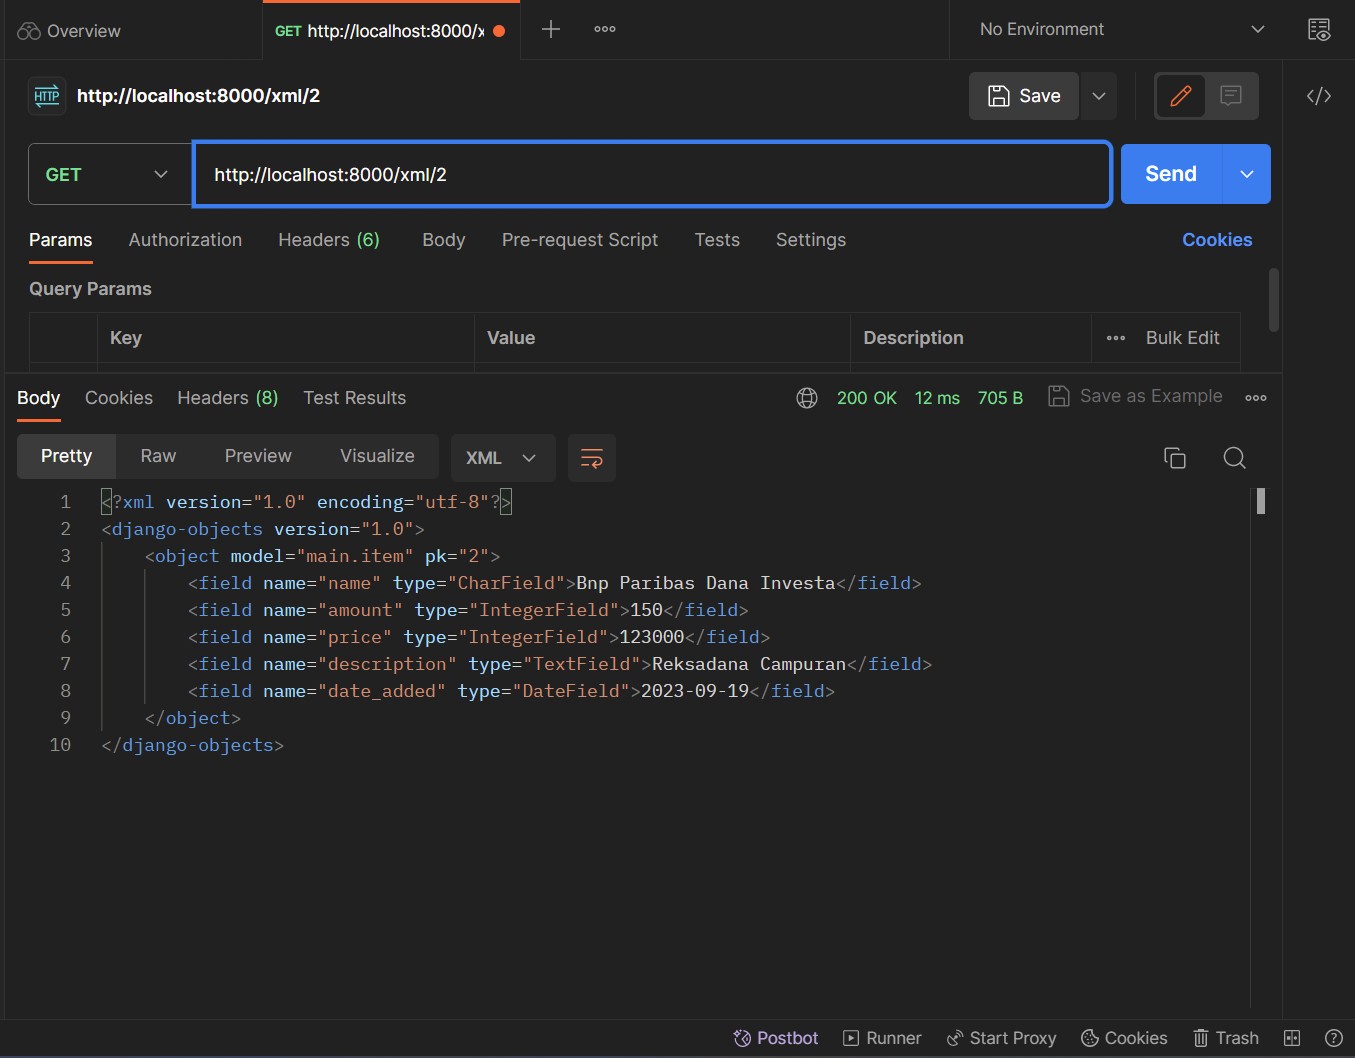 Overview
GET http://localhost:8000/x
No Environment
HTTP http://localhost:8000/xml/2
Save
GET http://localhost:8000/xml/2 Send
Params Authorization Headers (6) Body Pre-request Script Tests Settings Cookies
Query Params
Key Value Description Bulk Edit
Body Cookies Headers (8) Test Results 200 OK 12 ms 705 B Save as Example
Pretty Raw Preview Visualize XML
1 <?xml version="1.0" encoding="utf-8"?>
2 <django-objects version="1.0">
3 <object model="main.item" pk="2">
4 <field name="name" type="CharField">Bnp Paribas Dana Investa</field>
5 <field name="amount" type="IntegerField">150</field>
6 <field name="price" type="IntegerField">123000</field>
7 <field name="description" type="TextField">Reksadana Campuran</field>
8 <field name="date_added" type="DateField">2023-09-19</field>
9 </object>
10 </django-objects>
Postbot Runner Start Proxy Cookies Trash